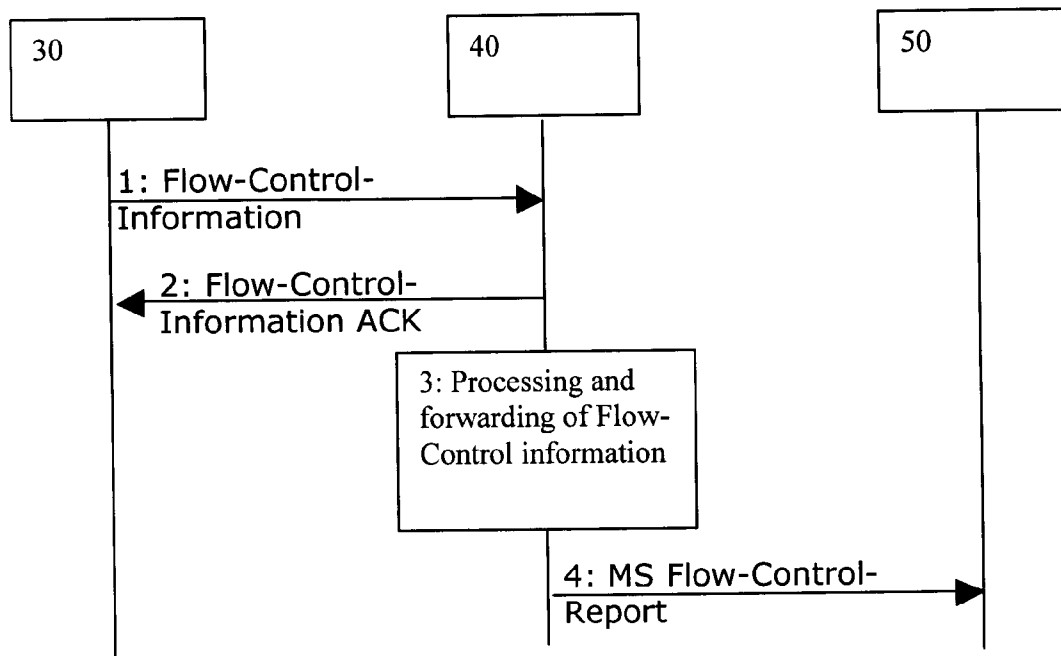 30
40
50
1: Flow-Control-
Information
2: Flow-Control-
Information ACK
3: Processing and
forwarding of Flow-
Control information
4: MS Flow-Control-
Report